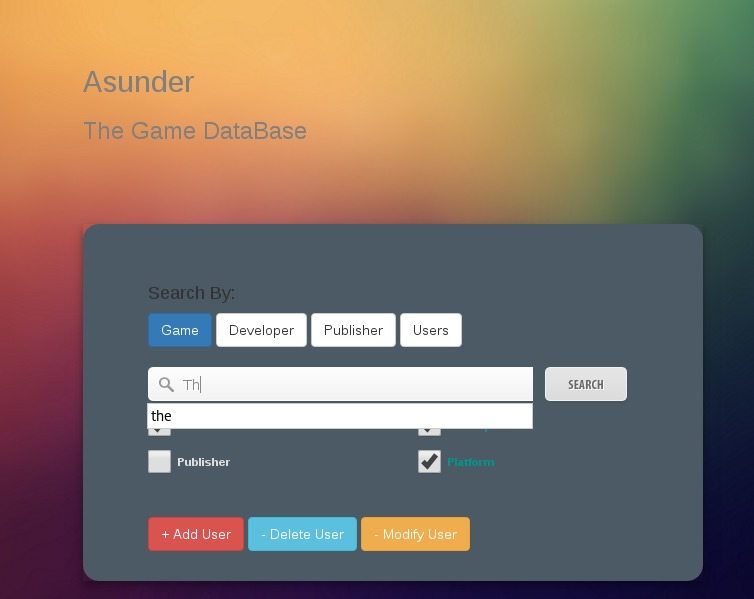 Asunder
The Game DataBase
Search By:
Game Developer Publisher Users
Th SEARCH
the
Publisher Platform
+ Add User - Delete User - Modify User